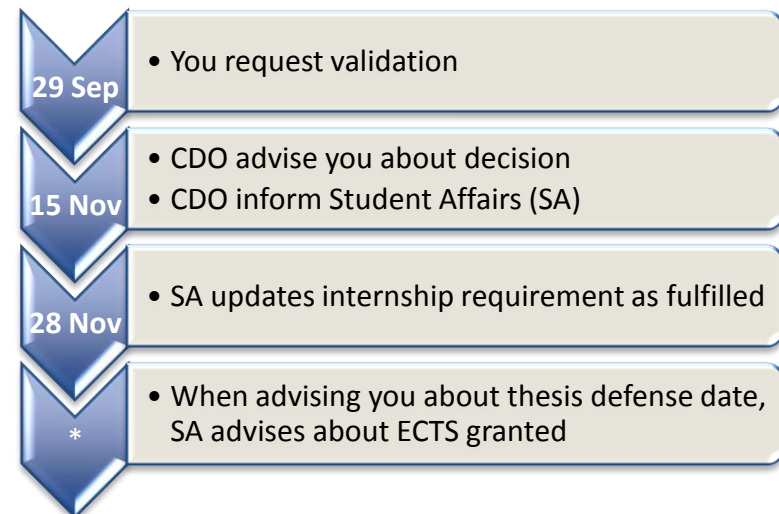 29 Sep
• You request validation
15 Nov
• CDO advise you about decision
• CDO inform Student Affairs (SA)
28 Nov
• SA updates internship requirement as fulfilled
*
• When advising you about thesis defense date,
SA advises about ECTS granted